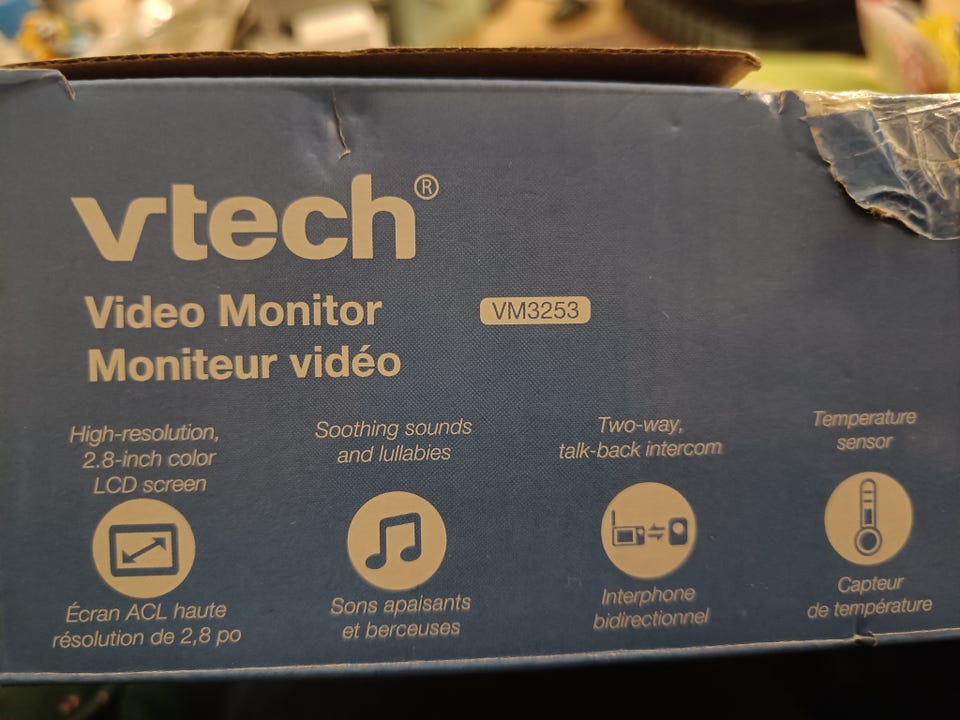 vtech®
Video Monitor
VM3253
Moniteur vidéo
High-resolution,
2.8-inch color
LCD screen
Écran ACL haute
résolution de 2,8 po
Soothing sounds
and lullabies
Sons apaisants
et berceuses
Two-way,
talk-back intercom
Interphone
bidirectionnel
Temperature
sensor
Capteur
de température